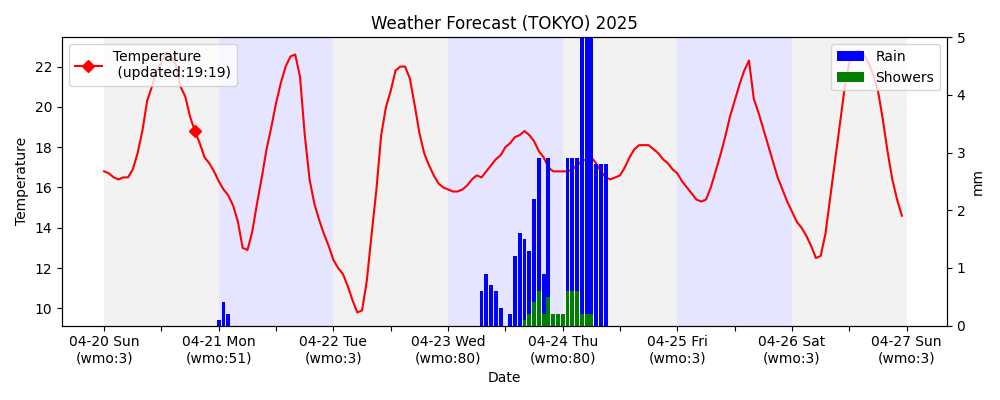 Weather Forecast (TOKYO) 2025
Temperature
(updated:19:19)
Rain
Showers
Temperature
22
20
18
16
14
12
10
5
4
3
2
1
0
mm
04-20 Sun
(wmo:3)
04-21 Mon
(wmo:51)
04-22 Tue
(wmo:3)
04-23 Wed
(wmo:80)
04-24 Thu
(wmo:80)
04-25 Fri
(wmo:3)
04-26 Sat
(wmo:3)
04-27 Sun
(wmo:3)
Date